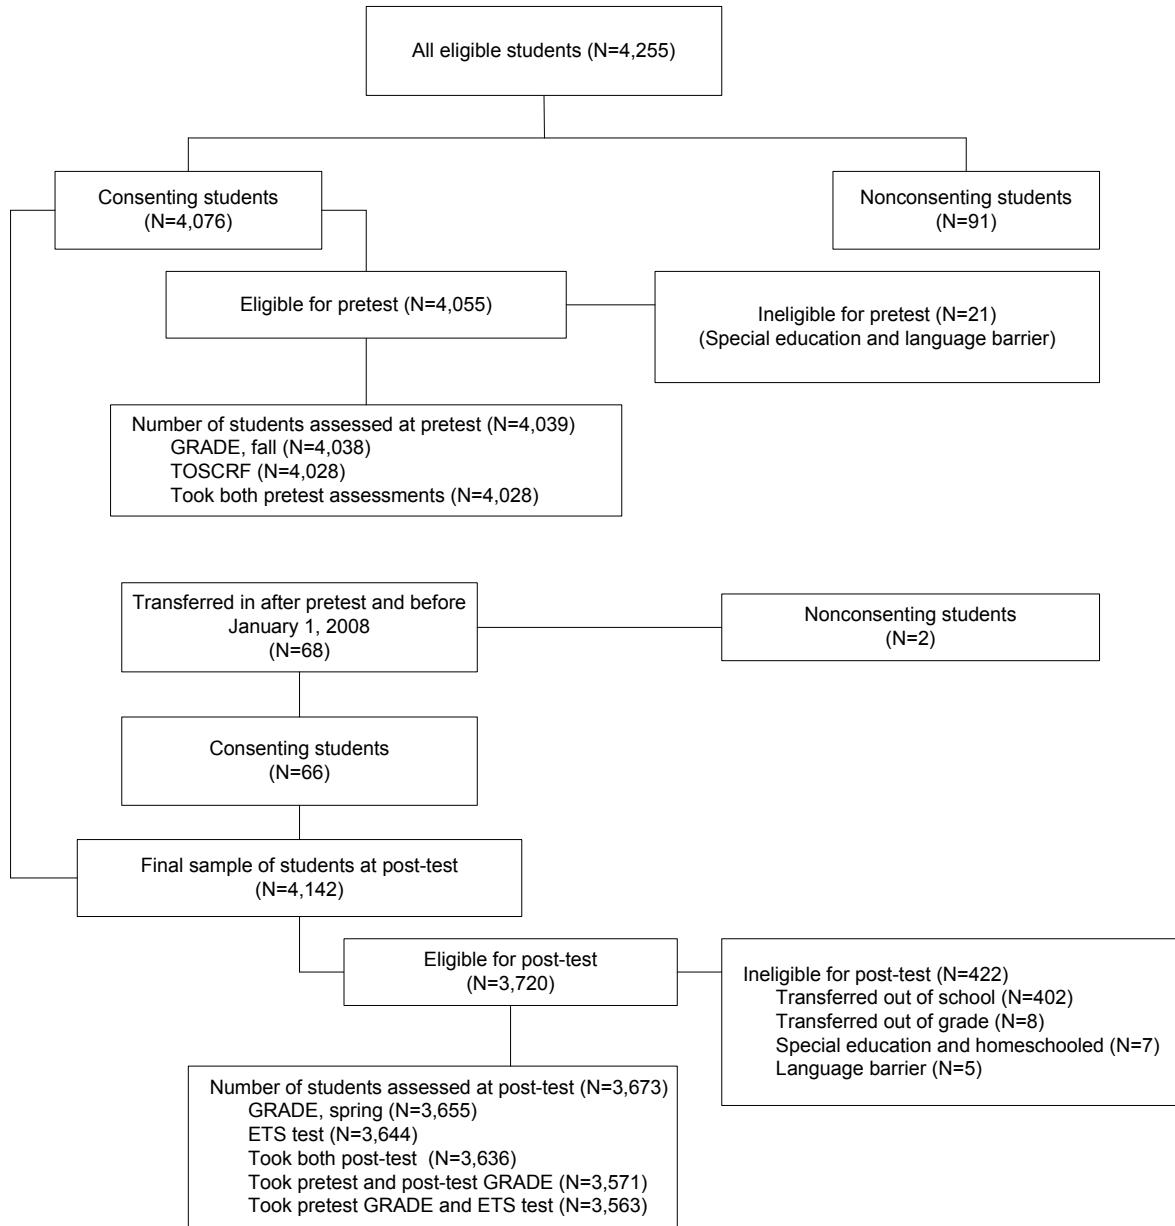 All eligible students (N=4,255)
Consenting students
(N=4,076)
Nonconsenting students
(N=91)
Eligible for pretest (N=4,055)
Ineligible for pretest (N=21)
(Special education and language barrier)
Number of students assessed at pretest (N=4,039)
GRADE, fall (N=4,038)
TOSCRF (N=4,028)
Took both pretest assessments (N=4,028)
Transferred in after pretest and before
January 1, 2008
(N=68)
Nonconsenting students
(N=2)
Consenting students
(N=66)
Final sample of students at post-test
(N=4,142)
Eligible for post-test
(N=3,720)
Ineligible for post-test (N=422)
Transferred out of school (N=402)
Transferred out of grade (N=8)
Special education and homeschooled (N=7)
Language barrier (N=5)
Number of students assessed at post-test (N=3,673)
GRADE, spring (N=3,655)
ETS test (N=3,644)
Took both post-test (N=3,636)
Took pretest and post-test GRADE (N=3,571)
Took pretest GRADE and ETS test (N=3,563)